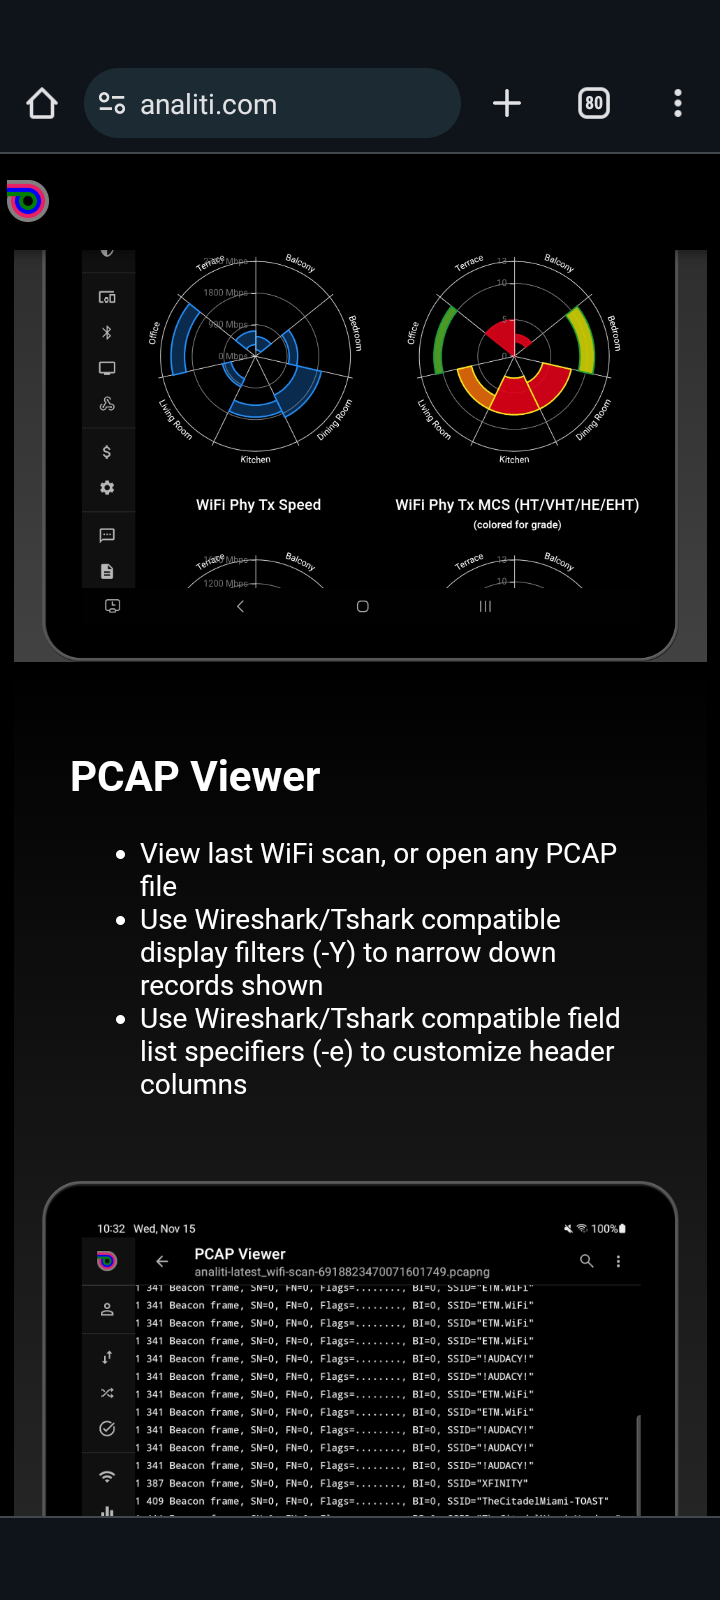 analiti.com
80
Terrace
Balcony
Office
Bedroom
1800 Mbps
900 Mbps
0 Mbps
Living Room
Dining Room
Kitchen
Terrace
Balcony
Office
Bedroom
13
10
5
0
Living Room
Dining Room
Kitchen
WiFi Phy Tx Speed
WiFi Phy Tx MCS (HT/VHT/HE/EHT)
(colored for grade)
Terrace
Balcony
1200 Mbps
Terrace
Balcony
13
10
PCAP Viewer
• View last WiFi scan, or open any PCAP
file
• Use Wireshark/Tshark compatible
display filters (-Y) to narrow down
records shown
• Use Wireshark/Tshark compatible field
list specifiers (-e) to customize header
columns
10:32 Wed, Nov 15
100%
PCAP Viewer
analiti-latest_wifi-scan-6918823470071601749.pcapng
1 341 Beacon frame, SN=0, FN=0, Flags=........, BI=0, SSID="ETM.WiFi"
1 341 Beacon frame, SN=0, FN=0, Flags=........, BI=0, SSID="ETM.WiFi"
1 341 Beacon frame, SN=0, FN=0, Flags=........, BI=0, SSID="ETM.WiFi"
1 341 Beacon frame, SN=0, FN=0, Flags=........, BI=0, SSID="ETM.WiFi"
1 341 Beacon frame, SN=0, FN=0, Flags=........, BI=0, SSID="!AUDACY!"
1 341 Beacon frame, SN=0, FN=0, Flags=........, BI=0, SSID="!AUDACY!"
1 341 Beacon frame, SN=0, FN=0, Flags=........, BI=0, SSID="ETM.WiFi"
1 341 Beacon frame, SN=0, FN=0, Flags=........, BI=0, SSID="ETM.WiFi"
1 341 Beacon frame, SN=0, FN=0, Flags=........, BI=0, SSID="!AUDACY!"
1 341 Beacon frame, SN=0, FN=0, Flags=........, BI=0, SSID="!AUDACY!"
1 341 Beacon frame, SN=0, FN=0, Flags=........, BI=0, SSID="!AUDACY!"
1 387 Beacon frame, SN=0, FN=0, Flags=........, BI=0, SSID="XFINITY"
1 409 Beacon frame, SN=0, FN=0, Flags=........, BI=0, SSID="TheCitadelMiami-TOAST"